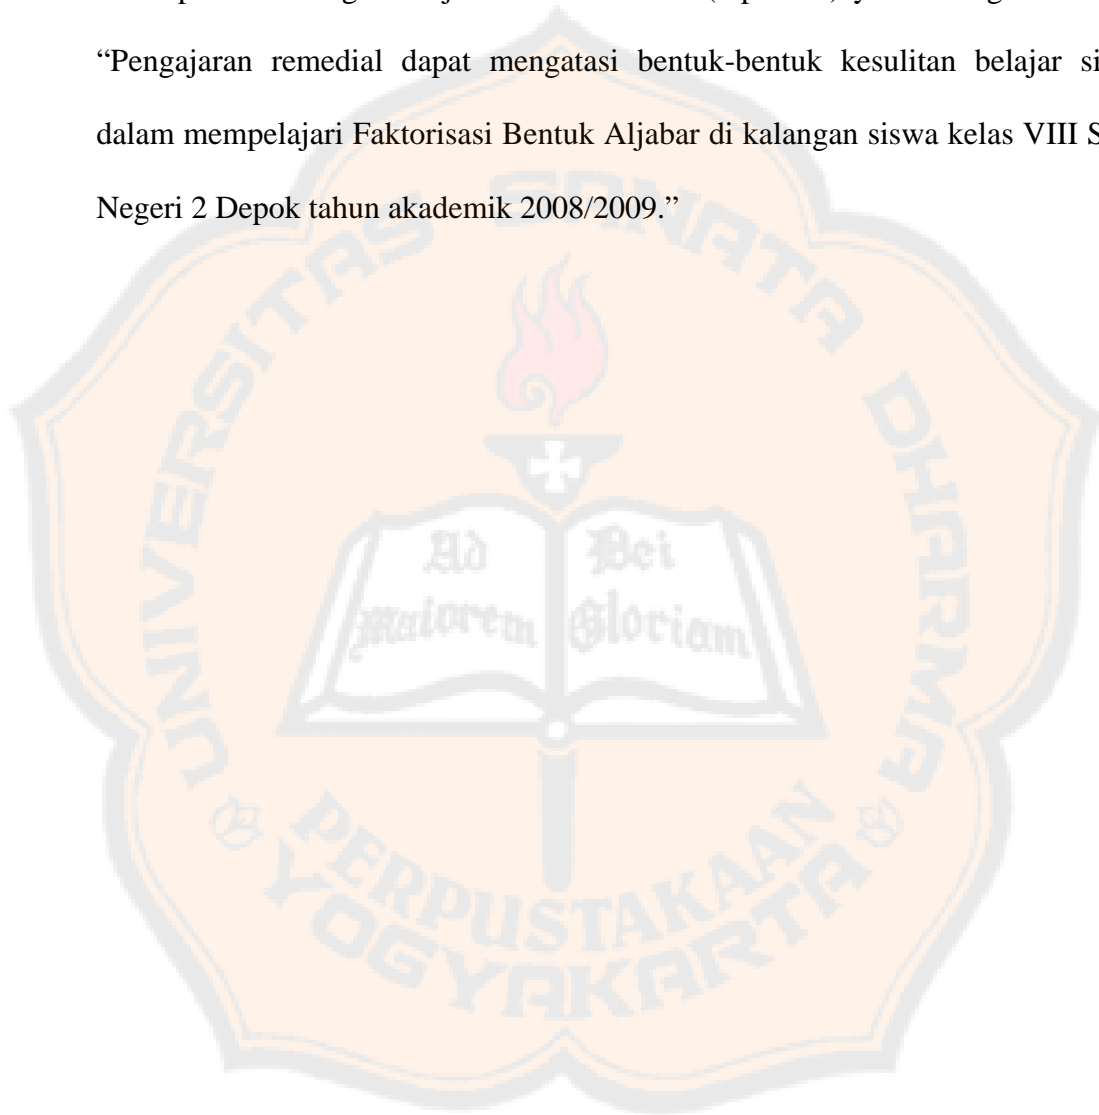 “Pengajaran remedial dapat mengatasi bentuk-bentuk kesulitan belajar si
dalam mempelajari Faktorisasi Bentuk Aljabar di kalangan siswa kelas VIII S
Negeri 2 Depok tahun akademik 2008/2009.”
UNIVERSITAS SANATA DHARMA
Ad Dei
Maiorem Gloriam
PERPUSTAKAAN
YOGYAKARTA